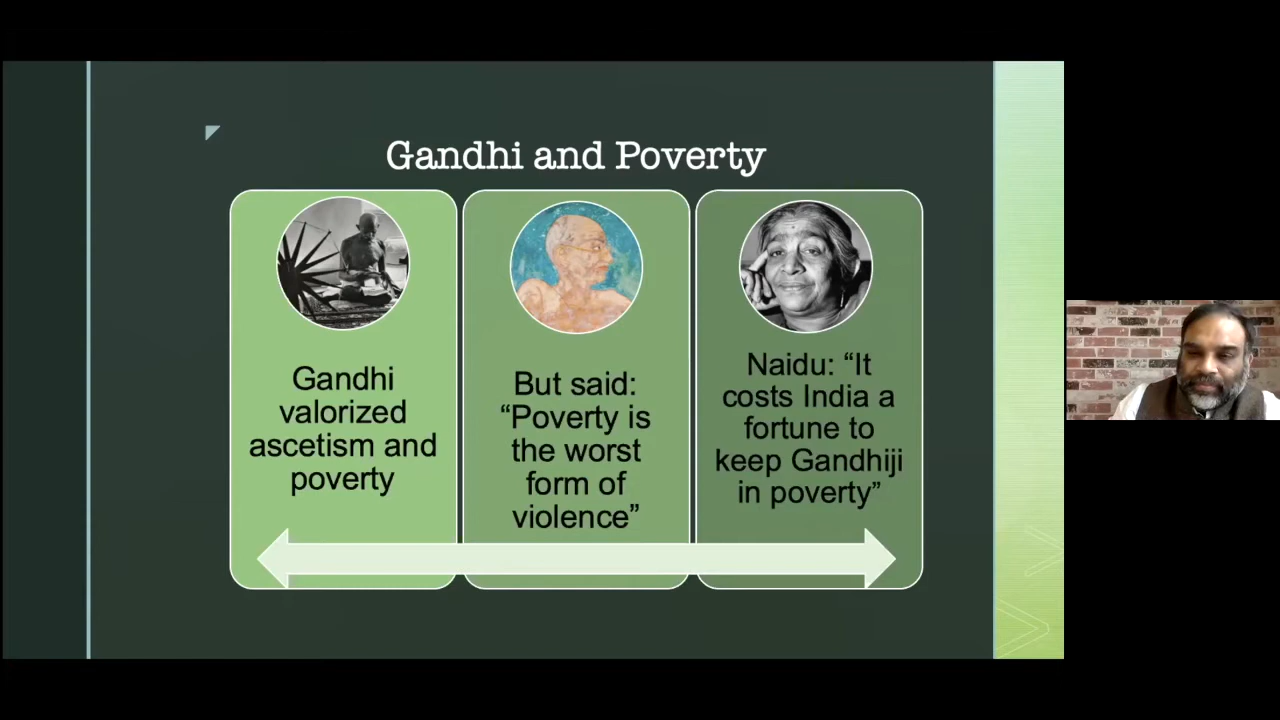 Gandhi and Poverty
Gandhi
valorized
ascetism and
poverty
But said:
“Poverty is
the worst
form of
violence”
Naidu: “It
costs India a
fortune to
keep Gandhiji
in poverty”